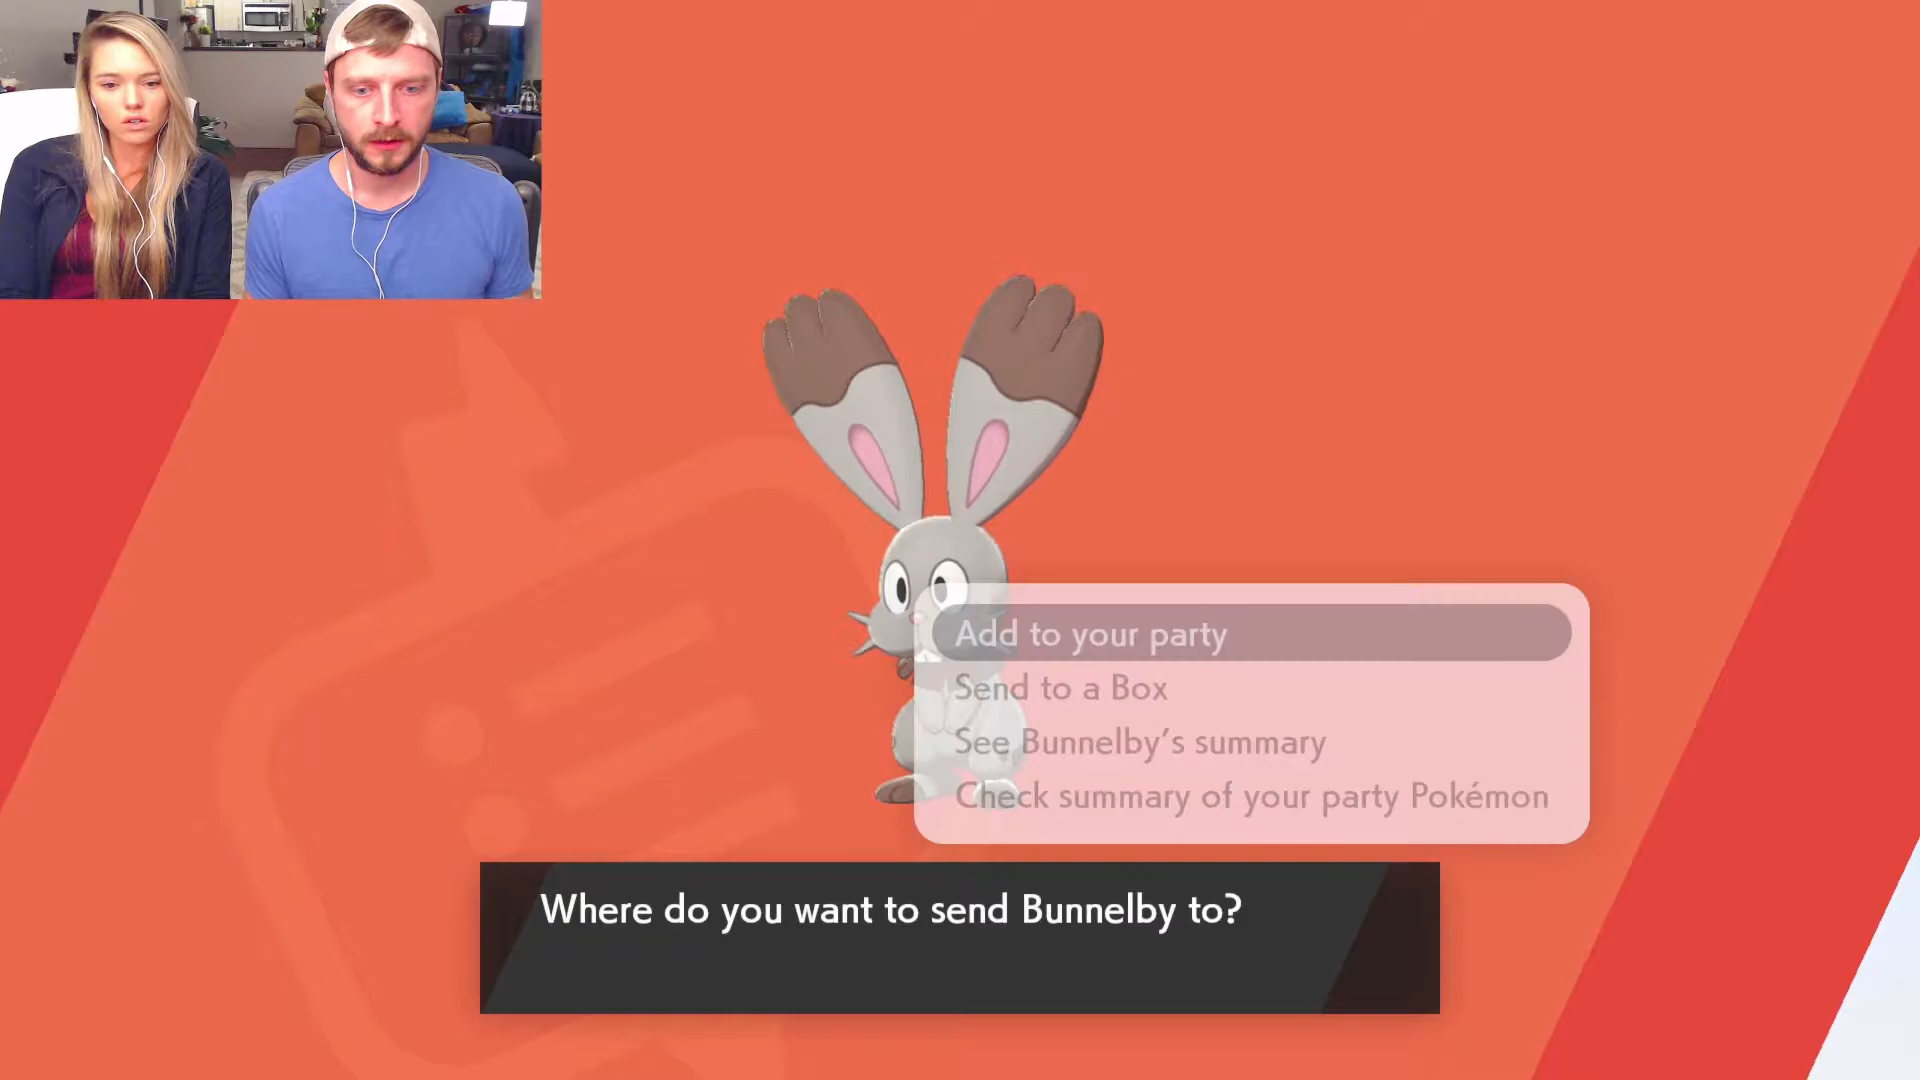 Add to your party
Send to a Box
See Bunnelby's summary
Check summary of your party Pokémon
Where do you want to send Bunnelby to?